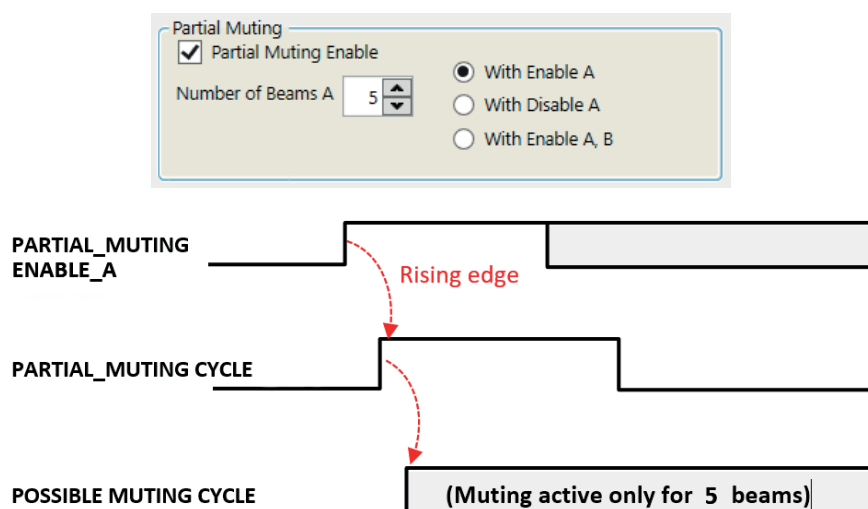 Partial Muting
Partial Muting Enable
Number of Beams A 5
With Enable A
With Disable A
With Enable A, B
PARTIAL_MUTING
ENABLE_A
Rising edge
PARTIAL_MUTING CYCLE
POSSIBLE MUTING CYCLE
(Muting active only for 5 beams)